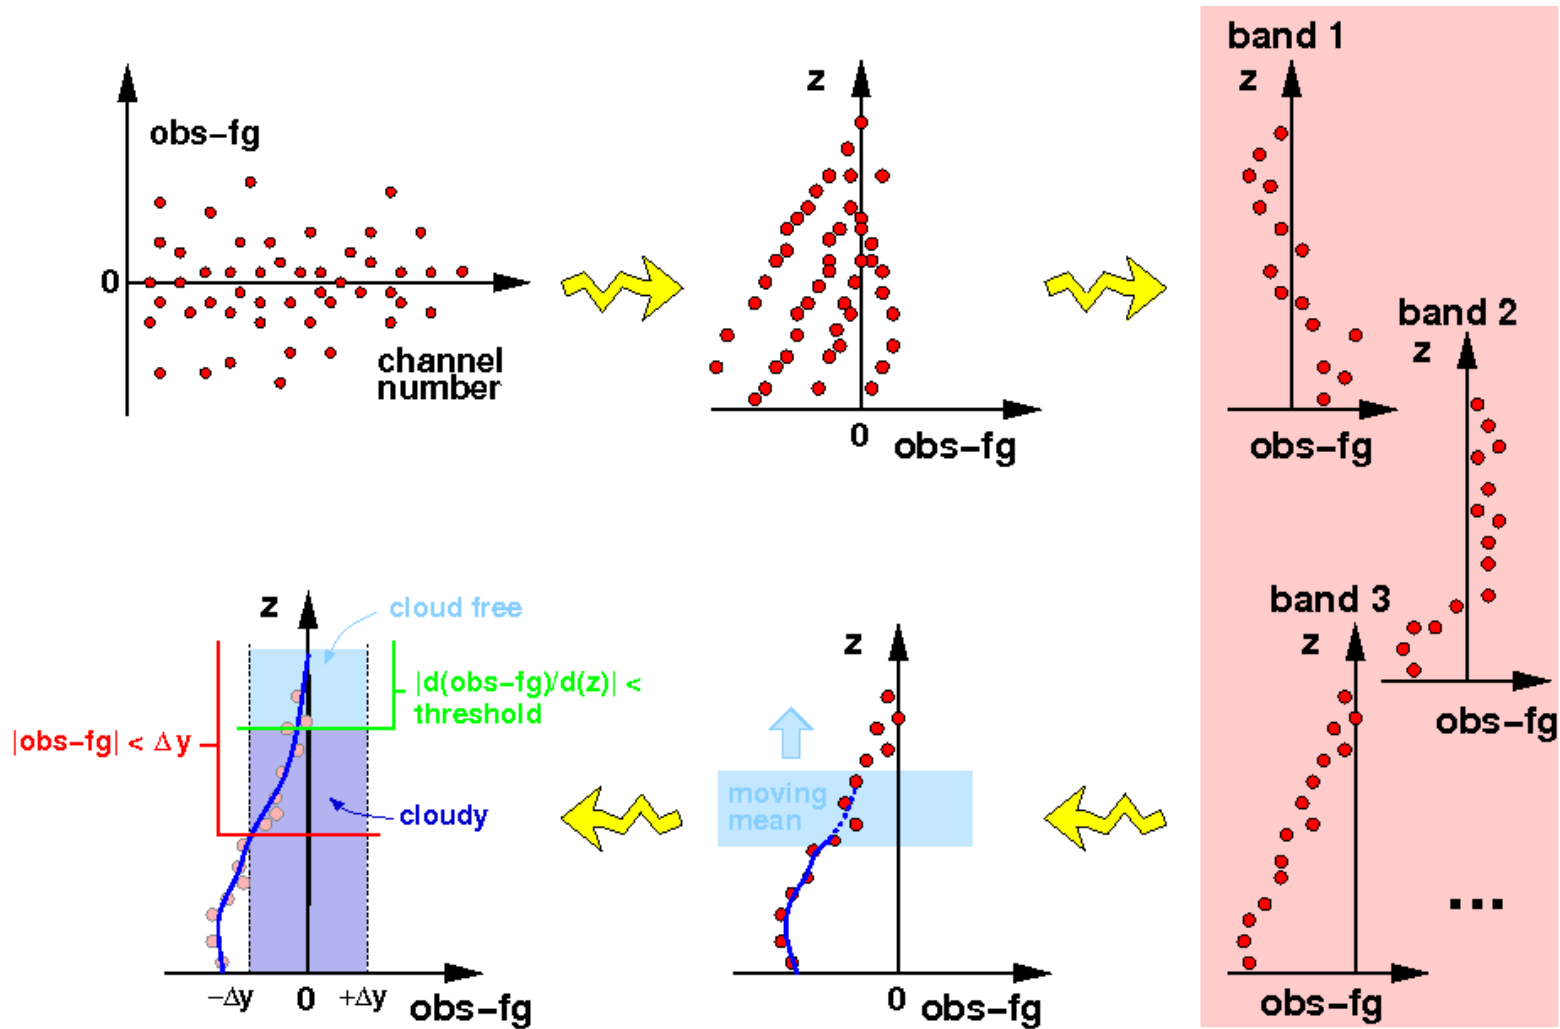 obs−fg
0
channel
number
z
0
obs−fg
band 1
z
obs−fg
band 2
z
obs−fg
band 3
z
obs−fg
...
z
moving
mean
0
obs−fg
z
cloud free
|d(obs−fg)/d(z)| <
threshold
|obs−fg| < Δy
cloudy
−Δy
0
+Δy
obs−fg